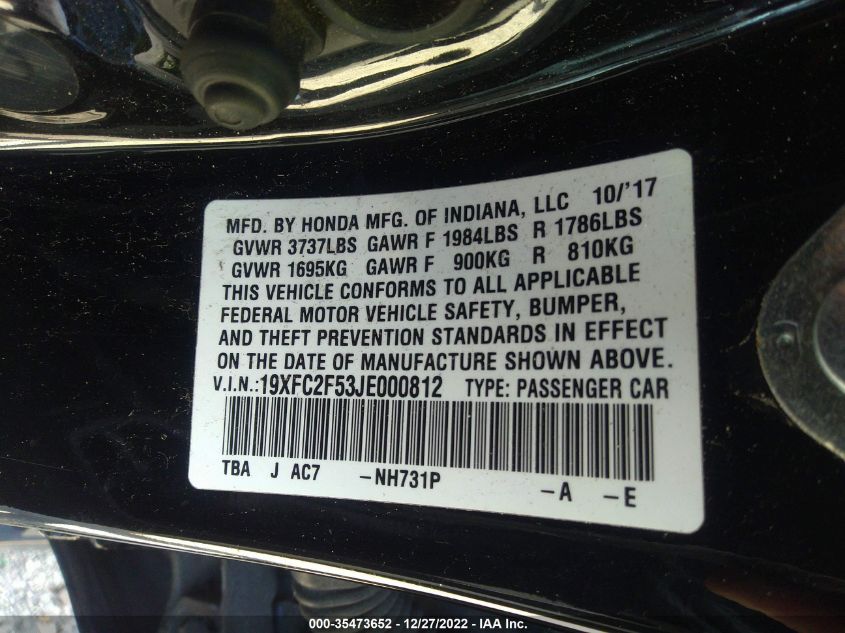 MFD. BY HONDA MFG. OF INDIANA, LLC 10/'17
GVWR 3737LBS GAWR F 1984LBS R 1786LBS
GVWR 1695KG GAWR F 900KG R 810KG
THIS VEHICLE CONFORMS TO ALL APPLICABLE
FEDERAL MOTOR VEHICLE SAFETY, BUMPER,
AND THEFT PREVENTION STANDARDS IN EFFECT
ON THE DATE OF MANUFACTURE SHOWN ABOVE.
V.I.N.:19XFC2F53JE000812 TYPE: PASSENGER CAR
TBA J AC7 -NH731P -A -E
000-35473652 - 12/27/2022 - IAA Inc.